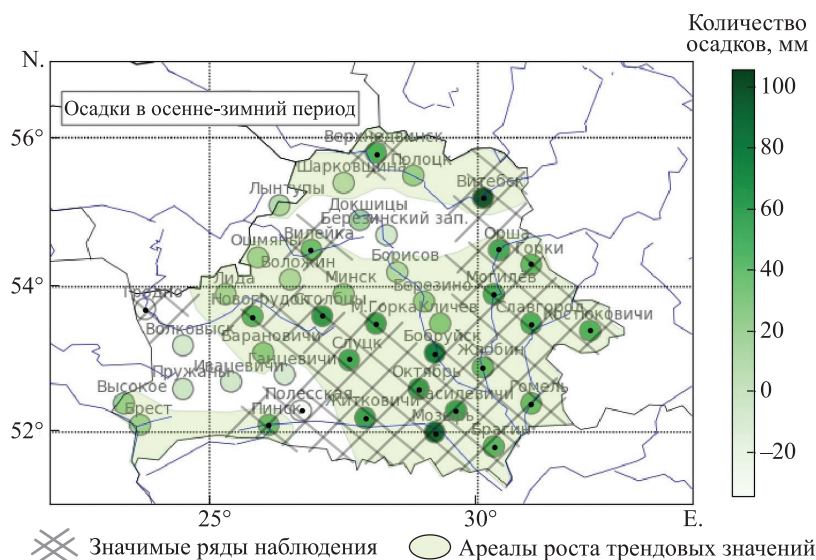 Количество
осадков, мм
N.
Осадки в осенне-зимний период
100
56°
Верхнедвинск
Полоцк
Шарковщина
Витебск
80
Лынтупы
Докшицы
Березинский зап.
Вилейка
Орша
60
Ошмяны
Борисов
Горки
Воложин
54°
Лида
Минск
Могилев
40
Гродно
Березино
Новогрудок
Столбцы
М.Горка
Кличев
Славгород
Костюковичи
20
Волковыск
Барановичи
Слуцк
Бобруйск
Жлобин
Ганцевичи
Ивацевичи
Пружаны
Октябрь
0
Высокое
Полесская
Василевичи
Гомель
Брест
Пинск
Житковичи
Мозырь
52°
Брагин
–20
25°
30°
E.
Значимые ряды наблюдения
Ареалы роста трендовых значений